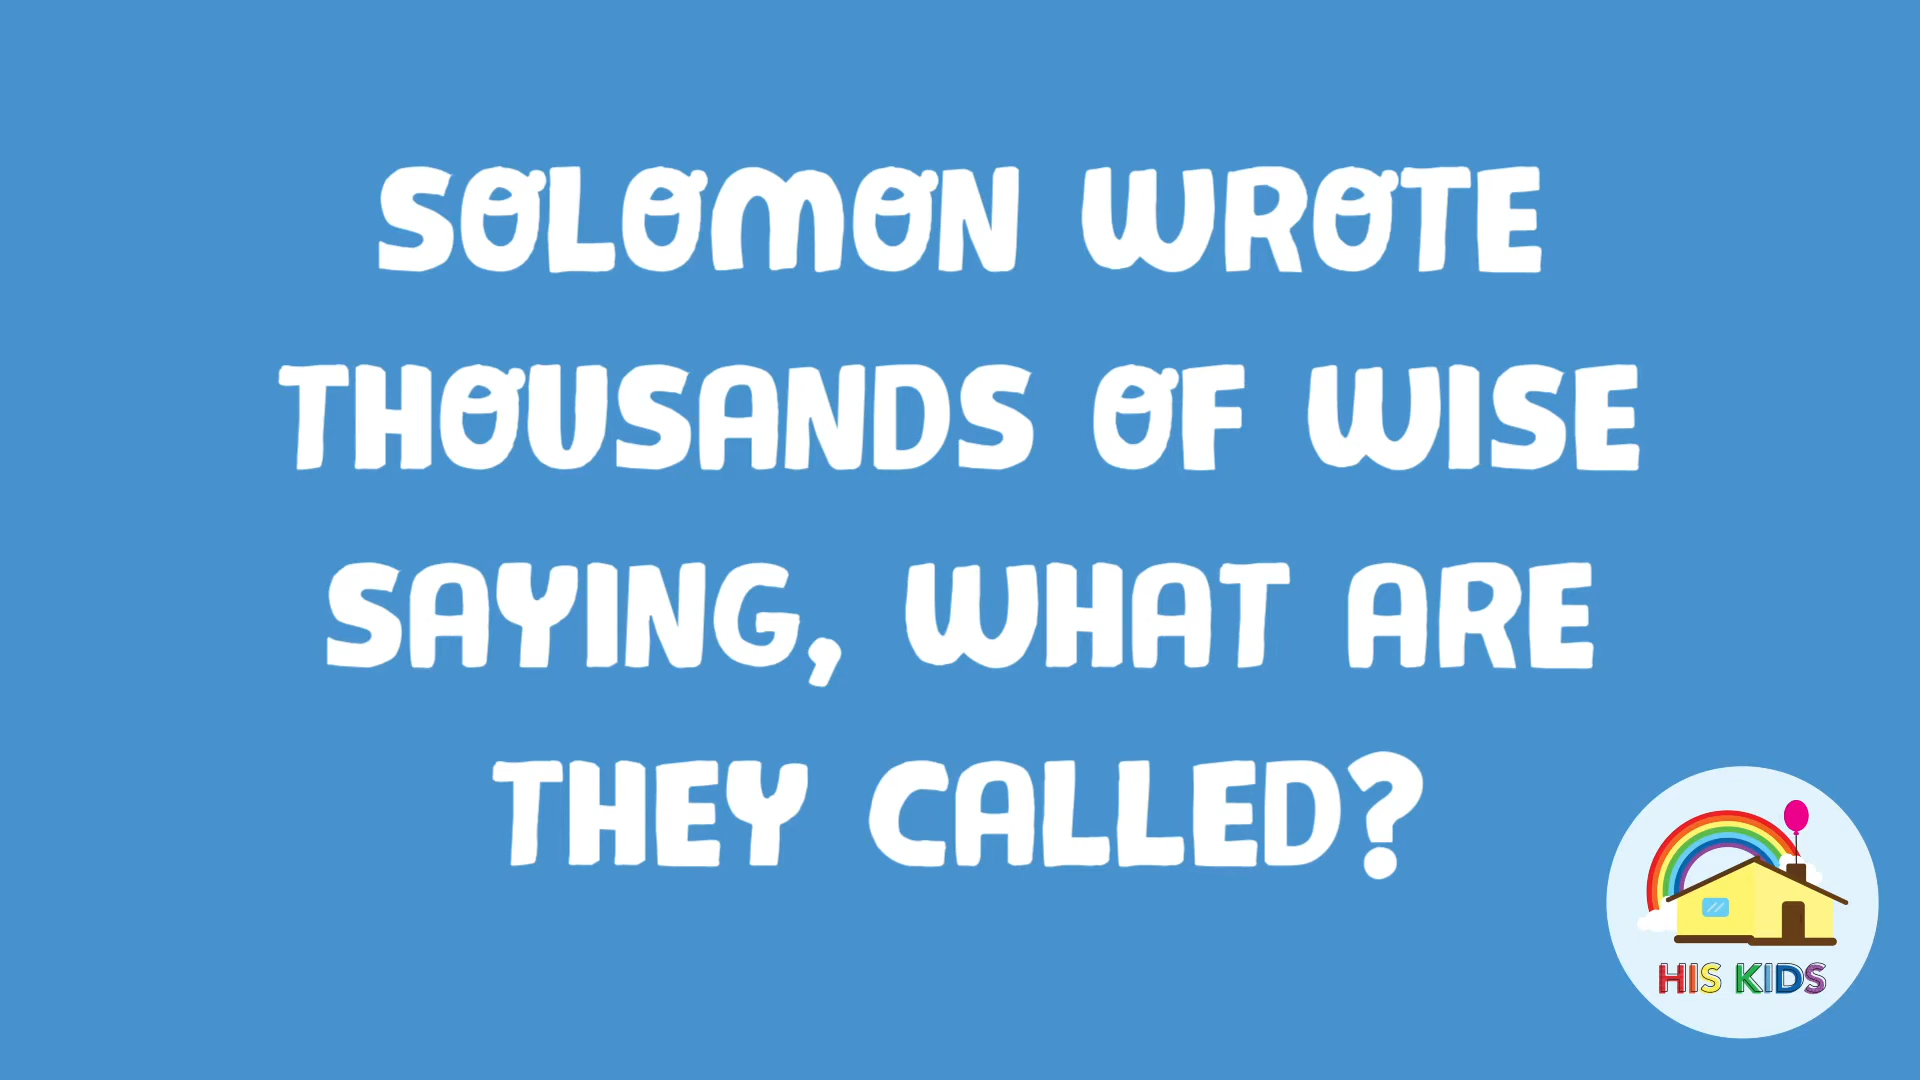 SOLOMON WROTE
THOUSANDS OF WISE
SAYING, WHAT ARE
THEY CALLED?
HIS KIDS